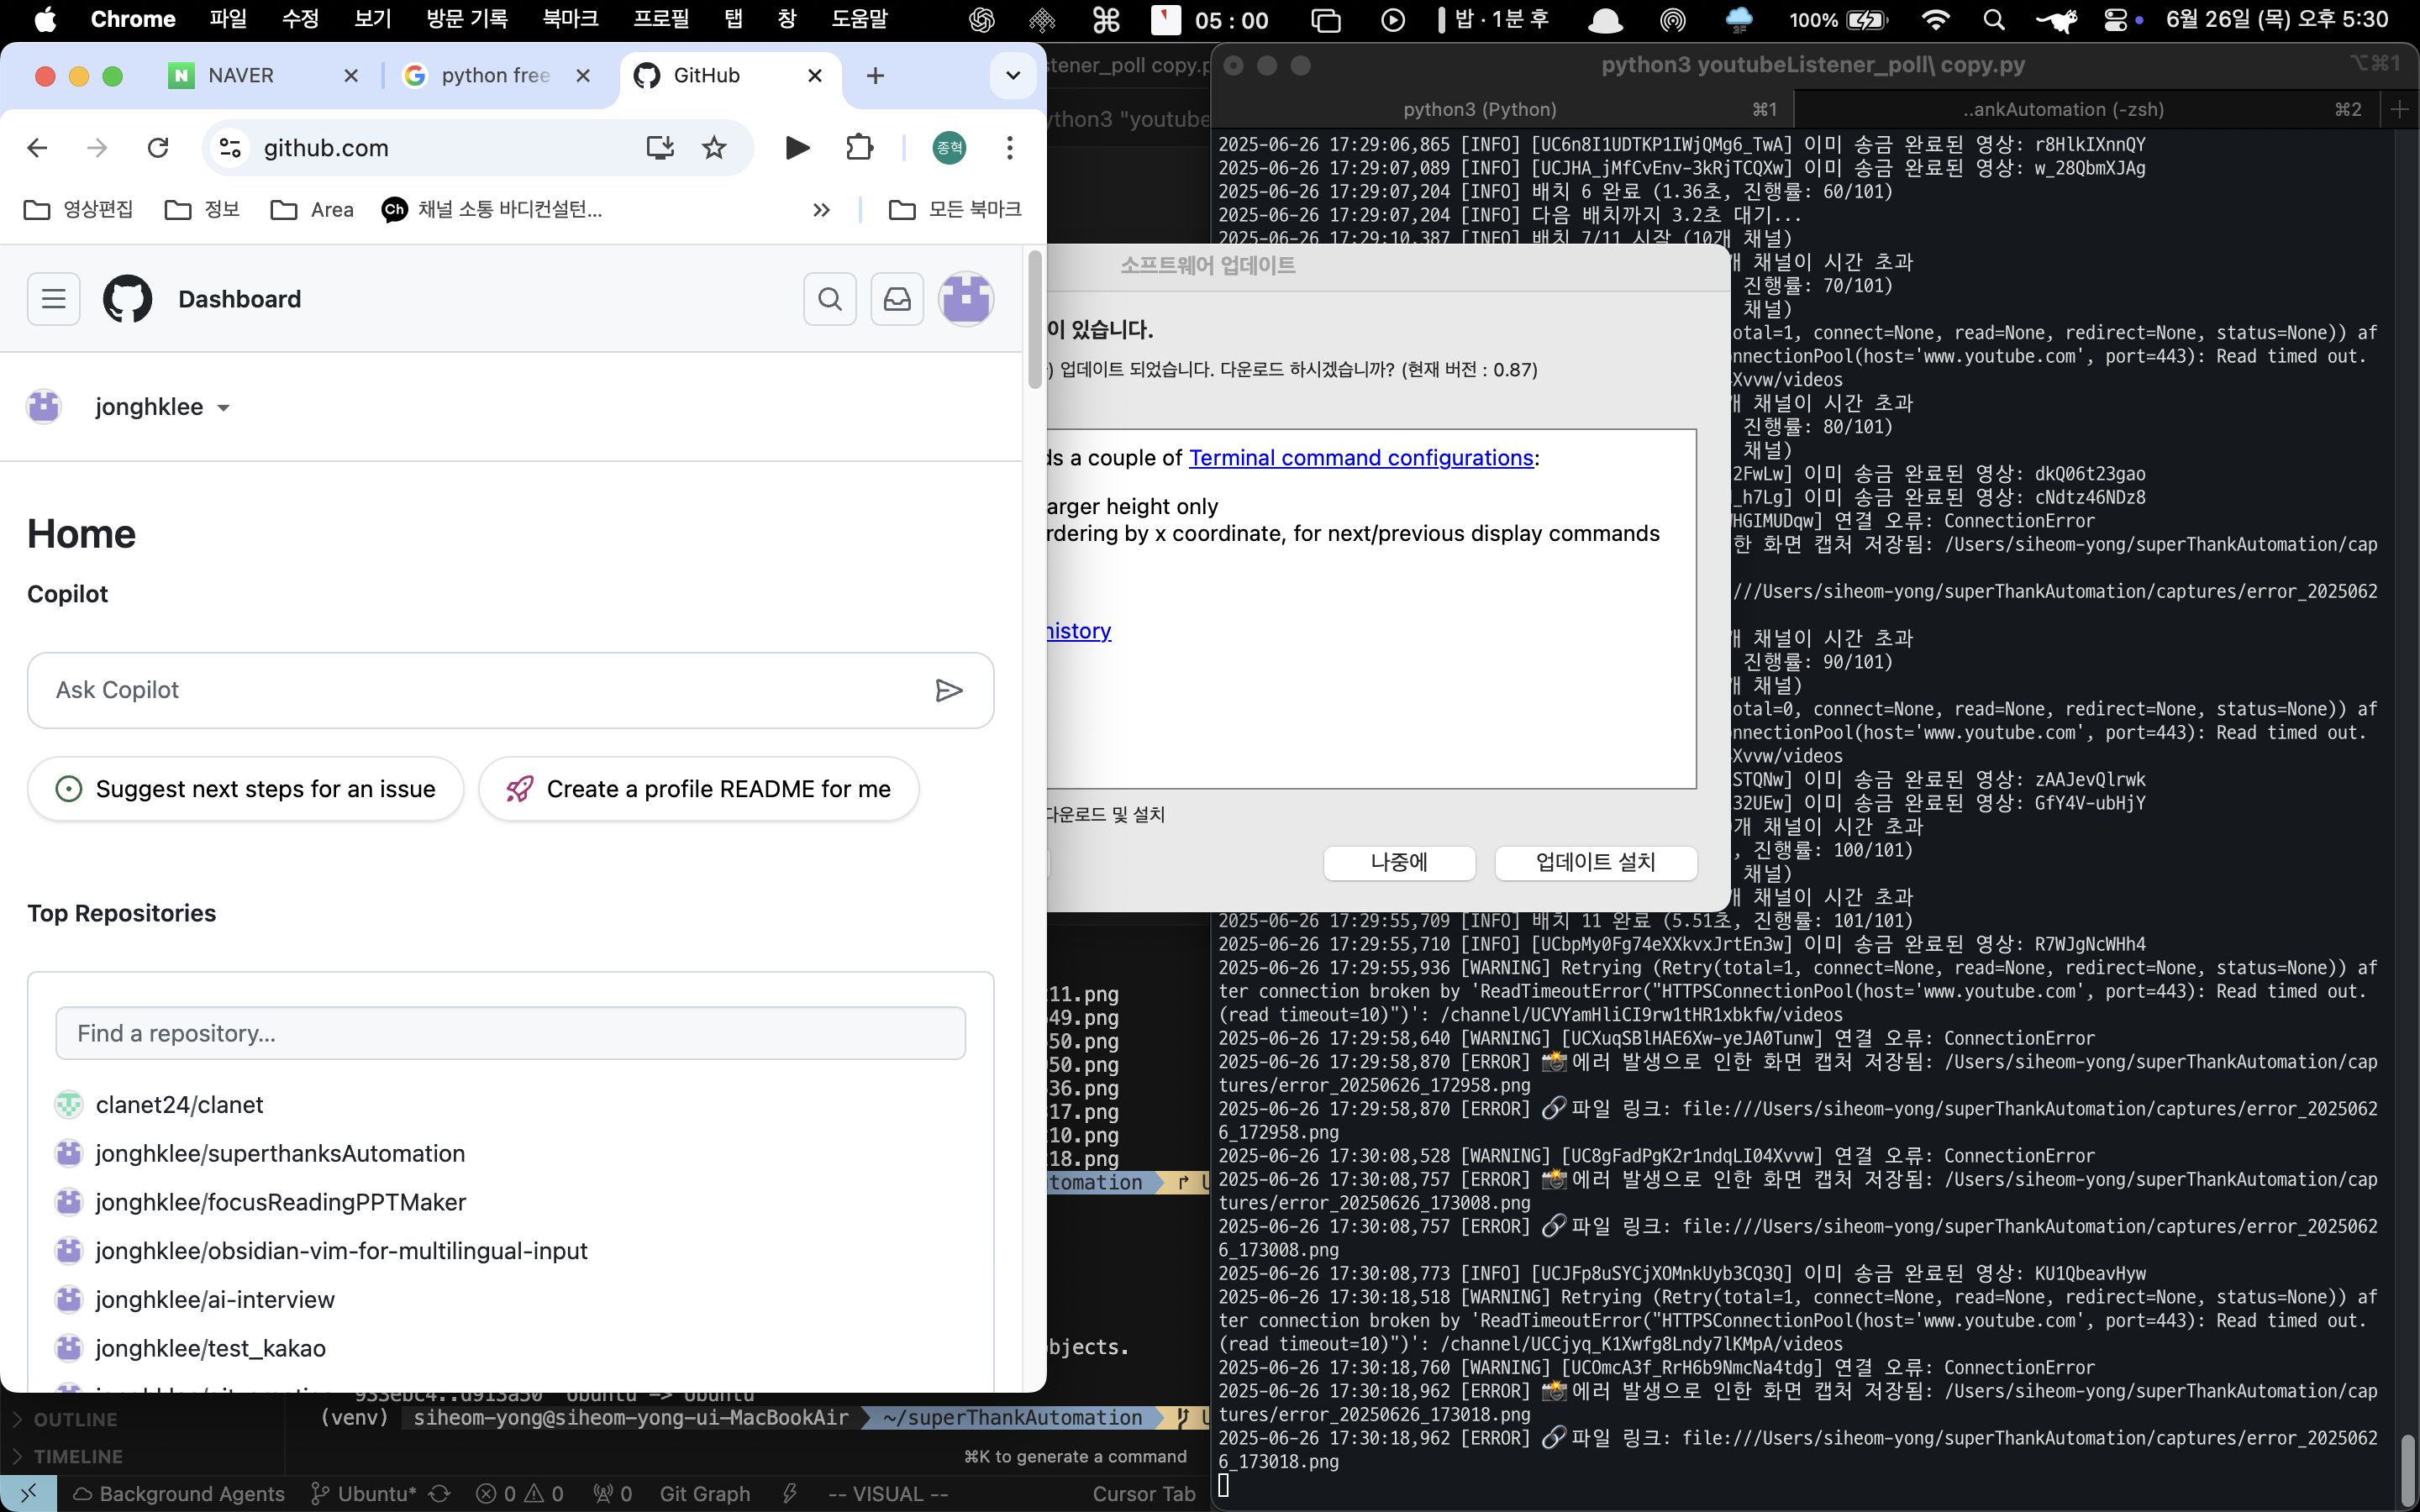 Chrome 파일 수정 보기 방문 기록 북마크 프로필 탭 창 도움말 05 : 00 밥 · 1분 후 100% 6월 26일 (목) 오후 5:30
NAVER
python free
GitHub
github.com
종혁
영상편집 정보 Area 채널 소통 바디컨설턴... 모든 북마크
Dashboard
jonghklee
Home
Copilot
Ask Copilot
Suggest next steps for an issue
Create a profile README for me
Top Repositories
Find a repository...
clanet24/clanet
jonghklee/superthanksAutomation
jonghklee/focusReadingPPTMaker
jonghklee/obsidian-vim-for-multilingual-input
jonghklee/ai-interview
jonghklee/test_kakao
stener_poll copy.p
ython3 "youtube
소프트웨어 업데이트
이 있습니다.
) 업데이트 되었습니다. 다운로드 하시겠습니까? (현재 버전 : 0.87)
ds a couple of Terminal command configurations:
arger height only
rdering by x coordinate, for next/previous display commands
history
다운로드 및 설치
나중에
업데이트 설치
11.png
49.png
50.png
950.png
36.png
17.png
10.png
18.png
tomation
bjects.
933ebc4..d913a50 Ubuntu -> Ubuntu
(venv) siheom-yong@siheom-yong-ui-MacBookAir ~/superThankAutomation
⌘K to generate a command
OUTLINE
TIMELINE
Background Agents Ubuntu* 0 0 0 Git Graph -- VISUAL -- Cursor Tab
python3 youtubeListener_poll\ copy.py ⌥⌘1
python3 (Python) ⌘1 ..ankAutomation (-zsh) ⌘2
2025-06-26 17:29:06,865 [INFO] [UC6n8I1UDTKP1IWjQMg6_TwA] 이미 송금 완료된 영상: r8HlkIXnnQY
2025-06-26 17:29:07,089 [INFO] [UCJHA_jMfCvEnv-3kRjTCQXw] 이미 송금 완료된 영상: w_28QbmXJAg
2025-06-26 17:29:07,204 [INFO] 배치 6 완료 (1.36초, 진행률: 60/101)
2025-06-26 17:29:07,204 [INFO] 다음 배치까지 3.2초 대기...
2025-06-26 17:29:10,387 [INFO] 배치 7/11 시작 (10개 채널)
개 채널이 시간 초과
진행률: 70/101)
채널)
otal=1, connect=None, read=None, redirect=None, status=None)) af
nnectionPool(host='www.youtube.com', port=443): Read timed out.
Xvvw/videos
개 채널이 시간 초과
진행률: 80/101)
채널)
2FwLw] 이미 송금 완료된 영상: dkQ06t23gao
_h7Lg] 이미 송금 완료된 영상: cNdtz46NDz8
HGIMUDqw] 연결 오류: ConnectionError
한 화면 캡처 저장됨: /Users/siheom-yong/superThankAutomation/cap
///Users/siheom-yong/superThankAutomation/captures/error_2025062
개 채널이 시간 초과
진행률: 90/101)
개 채널)
otal=0, connect=None, read=None, redirect=None, status=None)) af
nnectionPool(host='www.youtube.com', port=443): Read timed out.
Xvvw/videos
STQNw] 이미 송금 완료된 영상: zAAJevQlrwk
32UEw] 이미 송금 완료된 영상: GfY4V-ubHjY
개 채널이 시간 초과
, 진행률: 100/101)
채널)
개 채널이 시간 초과
2025-06-26 17:29:55,709 [INFO] 배치 11 완료 (5.51초, 진행률: 101/101)
2025-06-26 17:29:55,710 [INFO] [UCbpMy0Fg74eXXkvxJrtEn3w] 이미 송금 완료된 영상: R7WJgNcWHh4
2025-06-26 17:29:55,936 [WARNING] Retrying (Retry(total=1, connect=None, read=None, redirect=None, status=None)) af
ter connection broken by 'ReadTimeoutError("HTTPSConnectionPool(host='www.youtube.com', port=443): Read timed out.
(read timeout=10)")': /channel/UCVYamHliCI9rw1tHR1xbkfw/videos
2025-06-26 17:29:58,640 [WARNING] [UCXuqSBlHAE6Xw-yeJA0Tunw] 연결 오류: ConnectionError
2025-06-26 17:29:58,870 [ERROR] 📸 에러 발생으로 인한 화면 캡처 저장됨: /Users/siheom-yong/superThankAutomation/cap
tures/error_20250626_172958.png
2025-06-26 17:29:58,870 [ERROR] 🔗 파일 링크: file:///Users/siheom-yong/superThankAutomation/captures/error_2025062
6_172958.png
2025-06-26 17:30:08,528 [WARNING] [UC8gFadPgK2r1ndqLI04Xvvw] 연결 오류: ConnectionError
2025-06-26 17:30:08,757 [ERROR] 📸 에러 발생으로 인한 화면 캡처 저장됨: /Users/siheom-yong/superThankAutomation/cap
tures/error_20250626_173008.png
2025-06-26 17:30:08,757 [ERROR] 🔗 파일 링크: file:///Users/siheom-yong/superThankAutomation/captures/error_2025062
6_173008.png
2025-06-26 17:30:08,773 [INFO] [UCJFp8uSYCjXOMnkUyb3CQ3Q] 이미 송금 완료된 영상: KU1QbeavHyw
2025-06-26 17:30:18,518 [WARNING] Retrying (Retry(total=1, connect=None, read=None, redirect=None, status=None)) af
ter connection broken by 'ReadTimeoutError("HTTPSConnectionPool(host='www.youtube.com', port=443): Read timed out.
(read timeout=10)")': /channel/UCCjyq_K1Xwfg8Lndy7lKMpA/videos
2025-06-26 17:30:18,760 [WARNING] [UCOmcA3f_RrH6b9NmcNa4tdg] 연결 오류: ConnectionError
2025-06-26 17:30:18,962 [ERROR] 📸 에러 발생으로 인한 화면 캡처 저장됨: /Users/siheom-yong/superThankAutomation/cap
tures/error_20250626_173018.png
2025-06-26 17:30:18,962 [ERROR] 🔗 파일 링크: file:///Users/siheom-yong/superThankAutomation/captures/error_2025062
6_173018.png